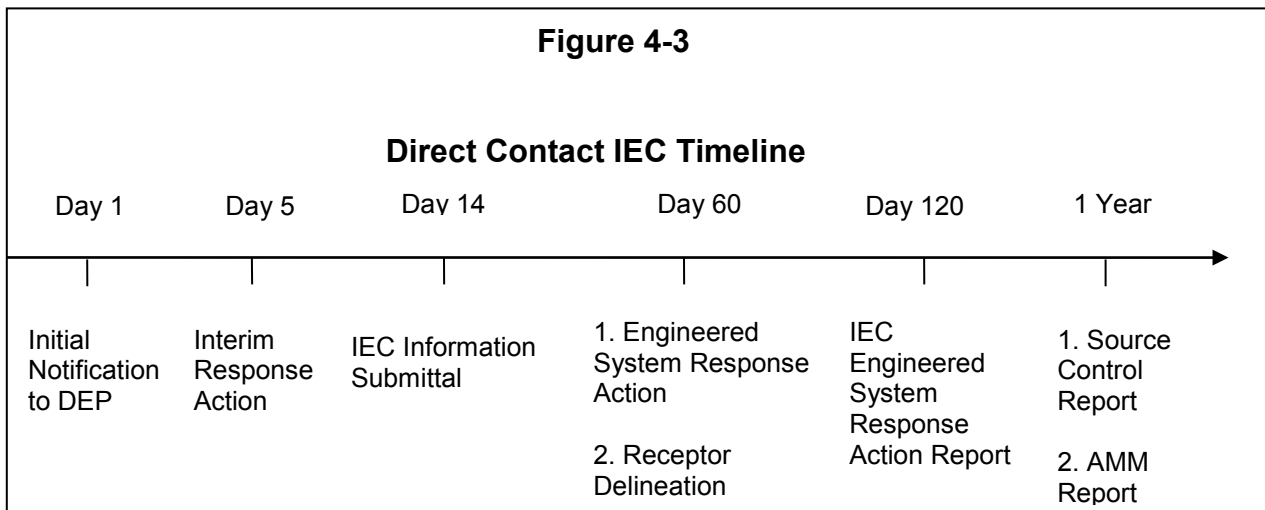 Figure 4-3
Direct Contact IEC Timeline
Day 1
Day 5
Day 14
Day 60
Day 120
1 Year
Initial
Notification
to DEP
Interim
Response
Action
IEC Information
Submittal
1. Engineered
System Response
Action
2. Receptor
Delineation
IEC
Engineered
System
Response
Action Report
1. Source
Control
Report
2. AMM
Report